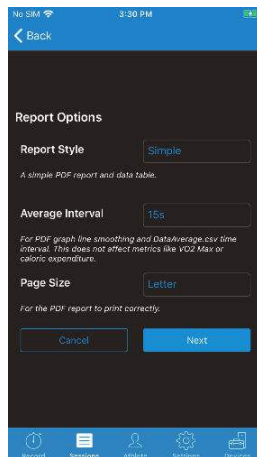 No SIM 3:30 PM
Back
Report Options
Report Style Simple
A simple PDF report and data table.
Average Interval 15s
For PDF graph line smoothing and DataAverage.csv time
interval. This does not affect metrics like VO2 Max or
caloric expenditure.
Page Size Letter
For the PDF report to print correctly.
Cancel Next
Record Sessions Athlete Settings Devices